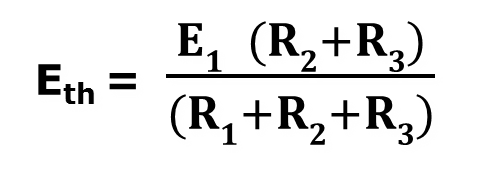 E₁ (R₂+R₃)
Eth =
(R₁+R₂+R₃)